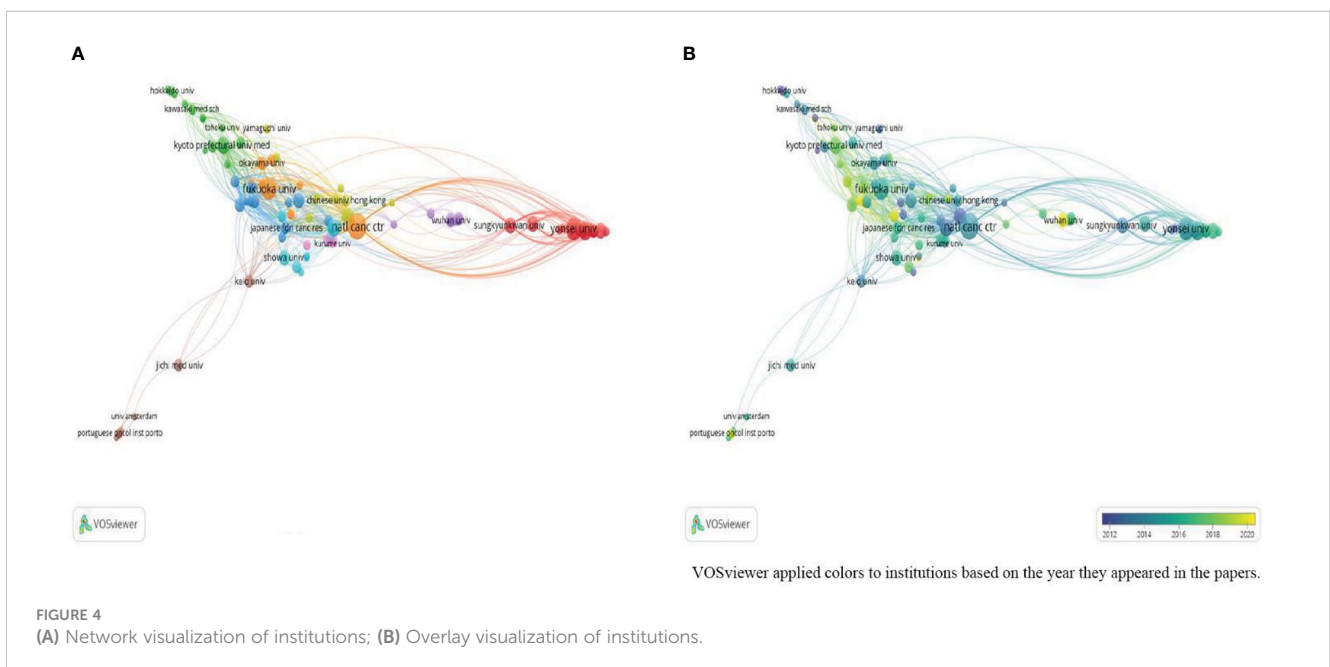 A
hokkaido univ
kawasaki med sch
tohoku univ yamaguchi univ
kyoto prefectural univ med
okayama univ
fukuoka univ
chinese univ hong kong
japanese fdn canc res
natl canc ctr
kurume univ
showa univ
keio univ
wuhan univ
sungkyunkwan univ
yonsei univ
jichi med univ
univ amsterdam
portuguese oncol inst porto
VOSviewer
B
hokkaido univ
kawasaki med sch
tohoku univ yamaguchi univ
kyoto prefectural univ med
okayama univ
fukuoka univ
chinese univ hong kong
japanese fdn canc res
natl canc ctr
kurume univ
showa univ
keio univ
wuhan univ
sungkyunkwan univ
yonsei univ
jichi med univ
univ amsterdam
portuguese oncol inst porto
VOSviewer
2012 2014 2016 2018 2020
VOSviewer applied colors to institutions based on the year they appeared in the papers.
FIGURE 4
(A) Network visualization of institutions; (B) Overlay visualization of institutions.